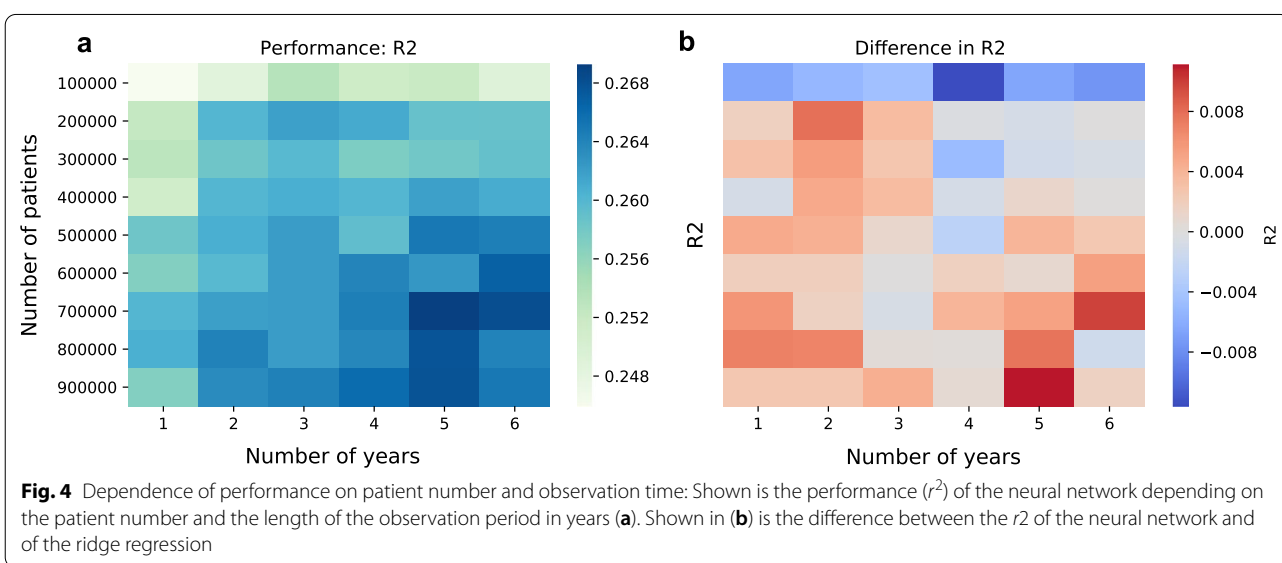 a
Performance: R2
Number of patients
100000
200000
300000
400000
500000
600000
700000
800000
900000
1 2 3 4 5 6
Number of years
0.268
0.264
0.260
0.256
0.252
0.248
b
Difference in R2
R2
1 2 3 4 5 6
Number of years
0.008
0.004
0.000
−0.004
−0.008
R2
Fig. 4 Dependence of performance on patient number and observation time: Shown is the performance (r²) of the neural network depending on
the patient number and the length of the observation period in years (a). Shown in (b) is the difference between the r2 of the neural network and
of the ridge regression